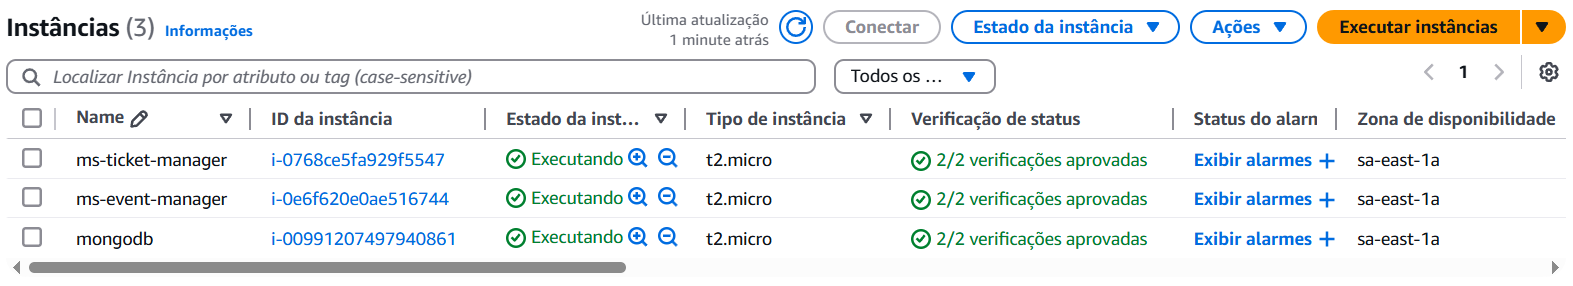 Instâncias (3) Informações
Última atualização
1 minute atrás
Conectar
Estado da instância
Ações
Executar instâncias
Localizar Instância por atributo ou tag (case-sensitive)
Todos os ...
1
Name ID da instância Estado da inst... Tipo de instância Verificação de status Status do alarn Zona de disponibilidade
ms-ticket-manager i-0768ce5fa929f5547 Executando t2.micro 2/2 verificações aprovadas Exibir alarmes + sa-east-1a
ms-event-manager i-0e6f620e0ae516744 Executando t2.micro 2/2 verificações aprovadas Exibir alarmes + sa-east-1a
mongodb i-00991207497940861 Executando t2.micro 2/2 verificações aprovadas Exibir alarmes + sa-east-1a